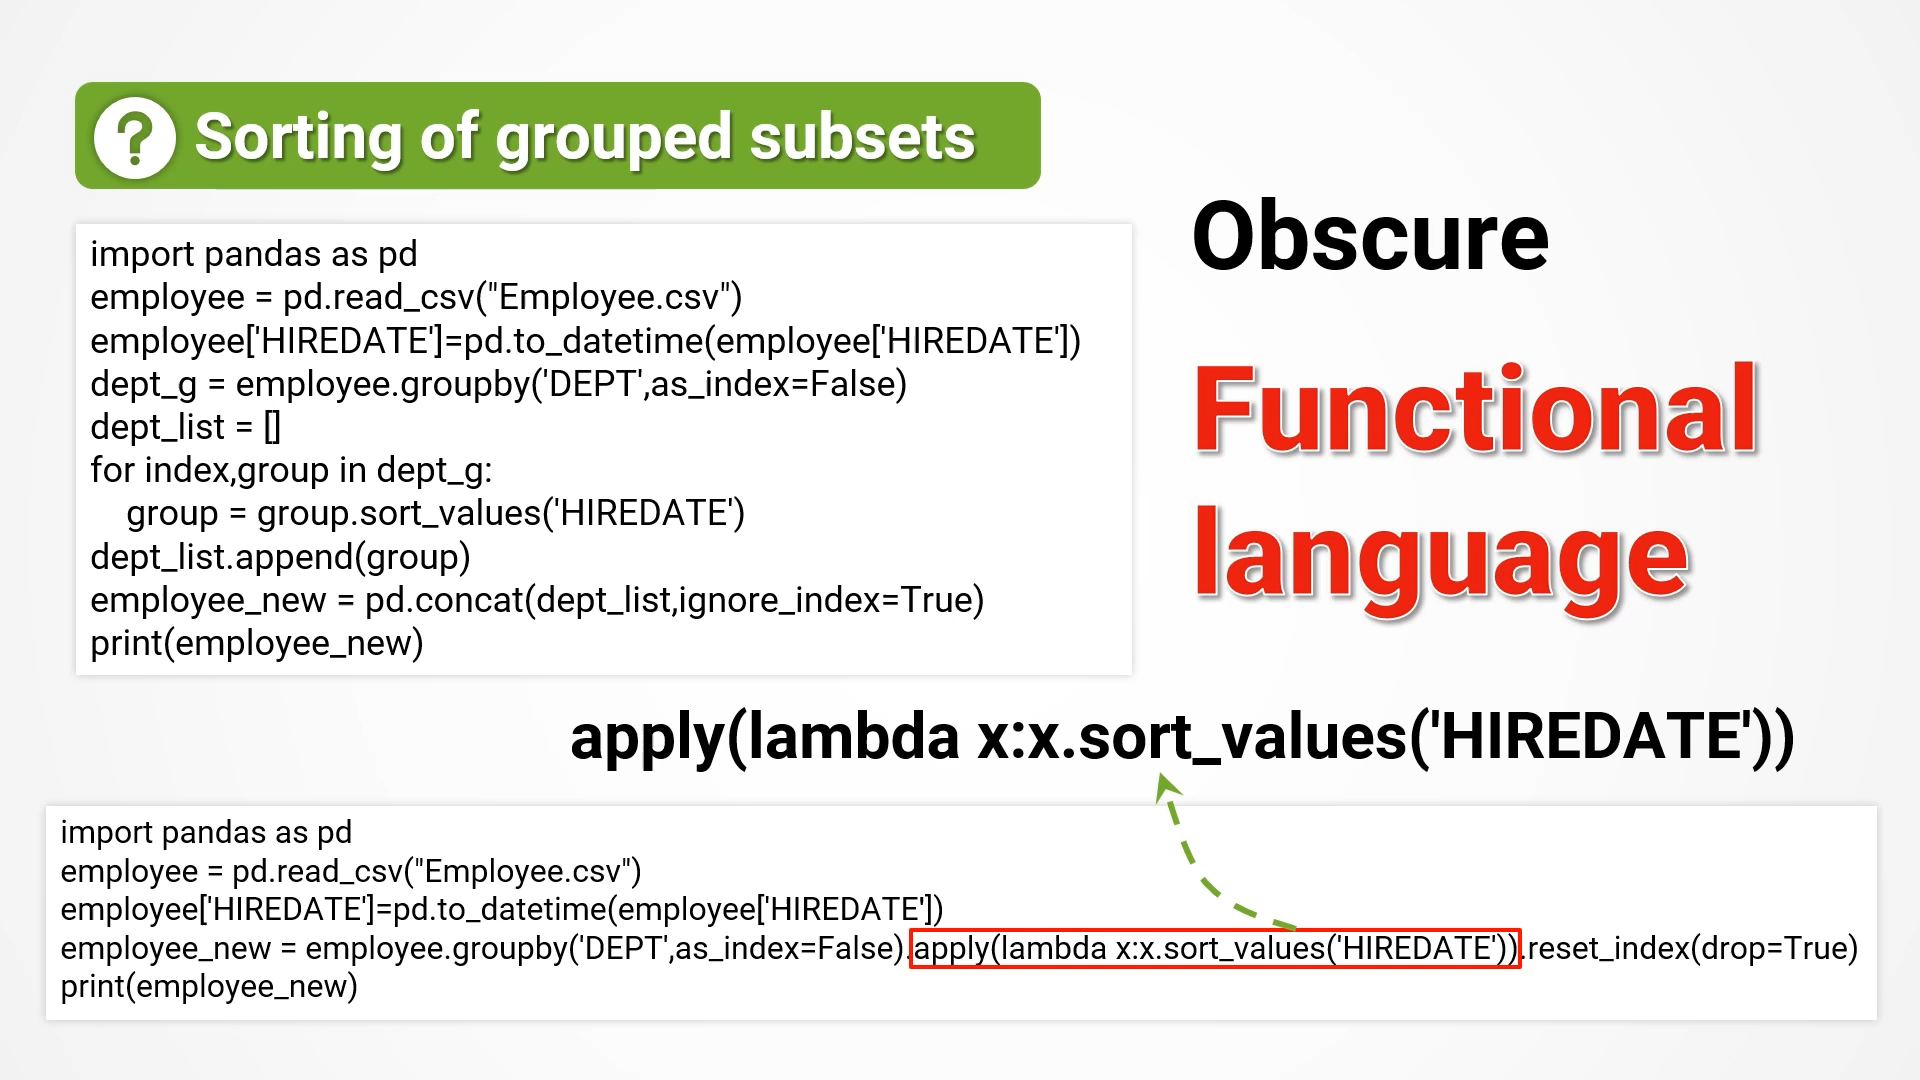 ? Sorting of grouped subsets
import pandas as pd
employee = pd.read_csv("Employee.csv")
employee['HIREDATE']=pd.to_datetime(employee['HIREDATE'])
dept_g = employee.groupby('DEPT',as_index=False)
dept_list = []
for index,group in dept_g:
    group = group.sort_values('HIREDATE')
dept_list.append(group)
employee_new = pd.concat(dept_list,ignore_index=True)
print(employee_new)
Obscure
Functional
language
apply(lambda x:x.sort_values('HIREDATE'))
import pandas as pd
employee = pd.read_csv("Employee.csv")
employee['HIREDATE']=pd.to_datetime(employee['HIREDATE'])
employee_new = employee.groupby('DEPT',as_index=False).apply(lambda x:x.sort_values('HIREDATE')).reset_index(drop=True)
print(employee_new)